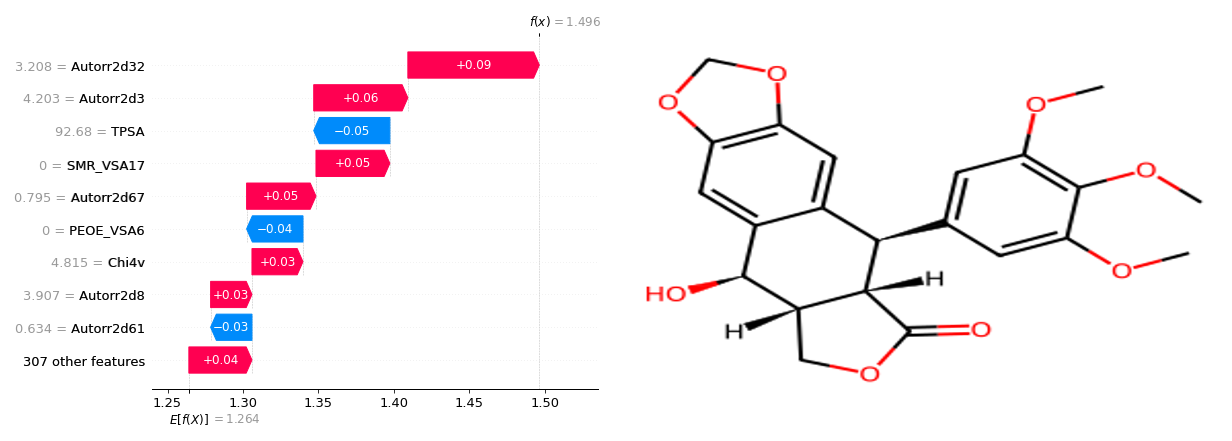 f(x) = 1.496
3.208 = Autorr2d32
+0.09
4.203 = Autorr2d3
+0.06
92.68 = TPSA
−0.05
0 = SMR_VSA17
+0.05
0.795 = Autorr2d67
+0.05
0 = PEOE_VSA6
−0.04
4.815 = Chi4v
+0.03
3.907 = Autorr2d8
+0.03
0.634 = Autorr2d61
−0.03
307 other features
+0.04
1.25 1.30 1.35 1.40 1.45 1.50
E[f(X)] = 1.264
O
O
O
O
O
HO
H
H
O
O